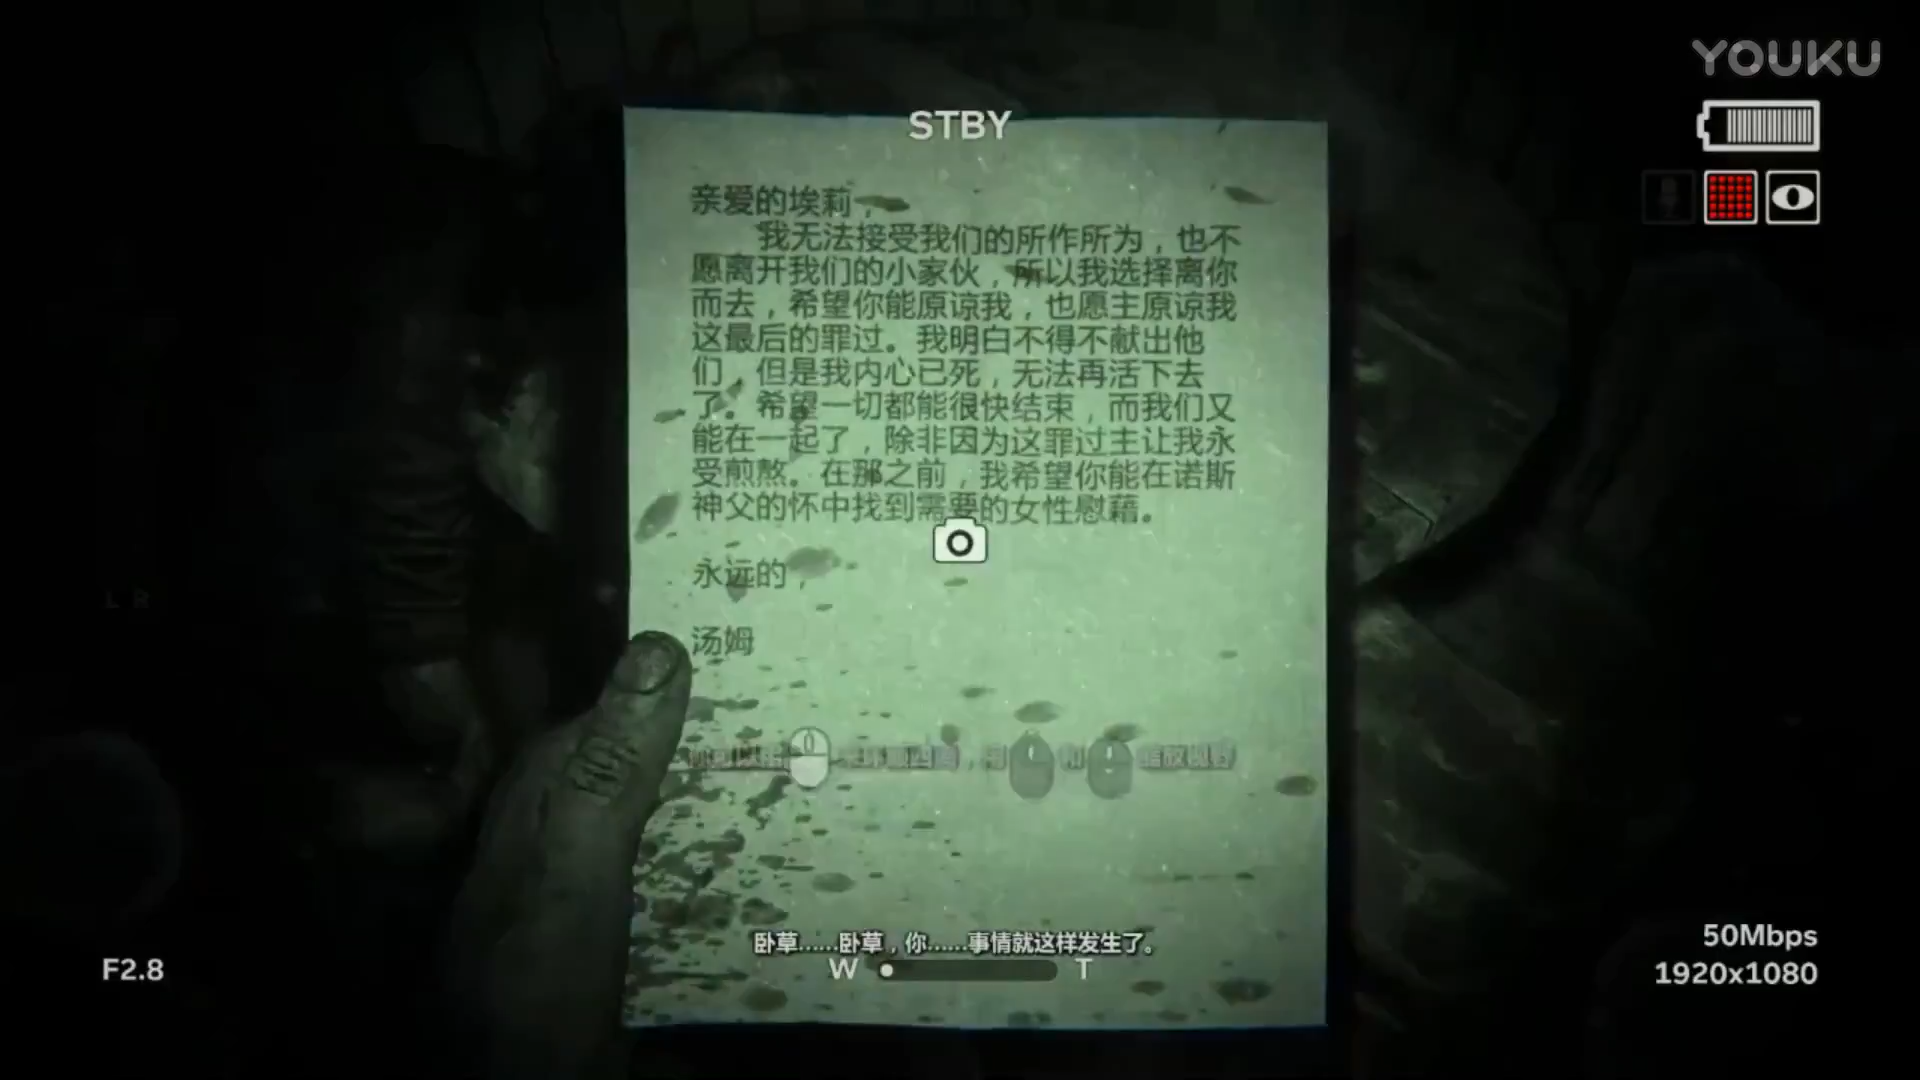 YOUKU
STBY
亲爱的埃莉，
我无法接受我们的所作所为，也不
愿离开我们的小家伙，所以我选择离你
而去，希望你能原谅我，也愿主原谅我
这最后的罪过。我明白不得不献出他
们，但是我内心已死，无法再活下去
了。希望一切都能很快结束，而我们又
能在一起了，除非因为这罪过主让我永
受煎熬。在那之前，我希望你能在诺斯
神父的怀中找到需要的女性慰藉。
永远的，
L R
汤姆
卧草……卧草，你……事情就这样发生了。
W T
F2.8
50Mbps
1920x1080